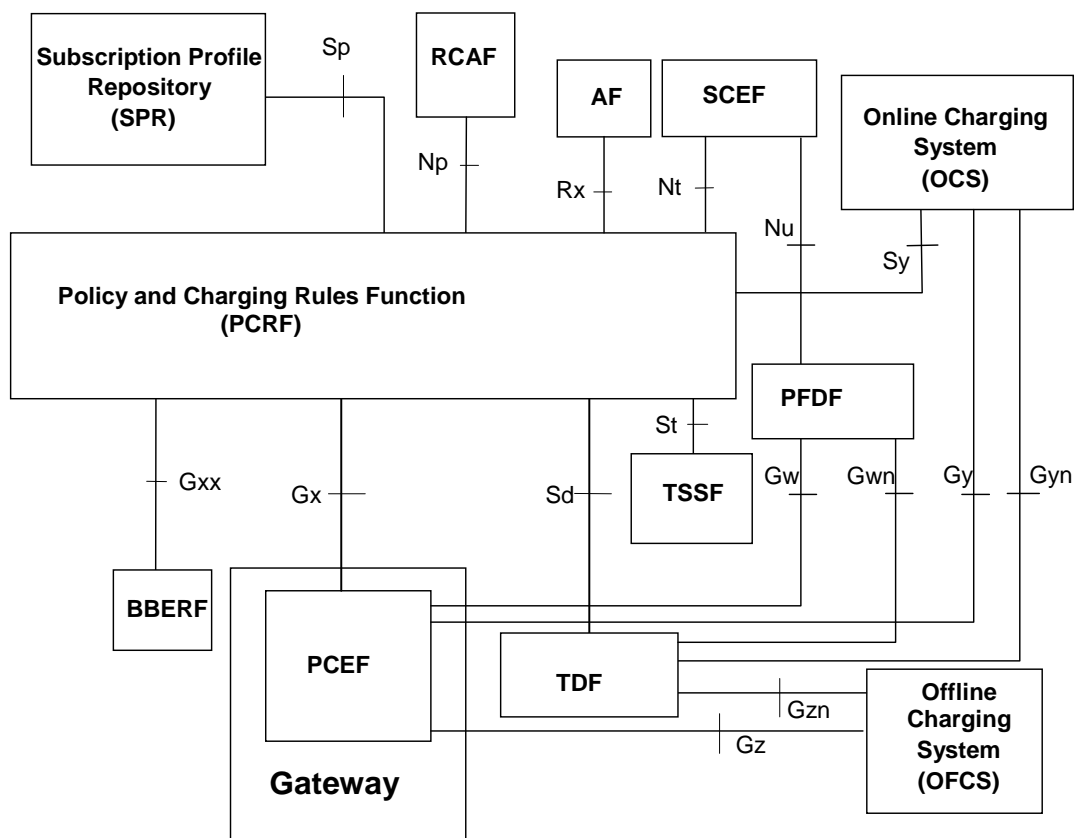 Subscription Profile
Repository
(SPR)
Sp
RCAF
AF
SCEF
Online Charging
System
(OCS)
Np
Rx
Nt
Nu
Sy
Policy and Charging Rules Function
(PCRF)
PFDF
St
Gxx
Gx
Sd
TSSF
Gw
Gwn
Gy
Gyn
BBERF
PCEF
TDF
Offline
Charging
System
(OFCS)
Gzn
Gz
Gateway